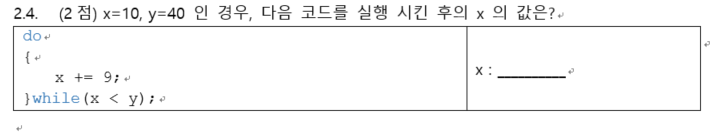 2.4. (2 점) x=10, y=40 인 경우, 다음 코드를 실행 시킨 후의 x 의 값은?
do
{
x += 9;
}while(x < y);
x : __________